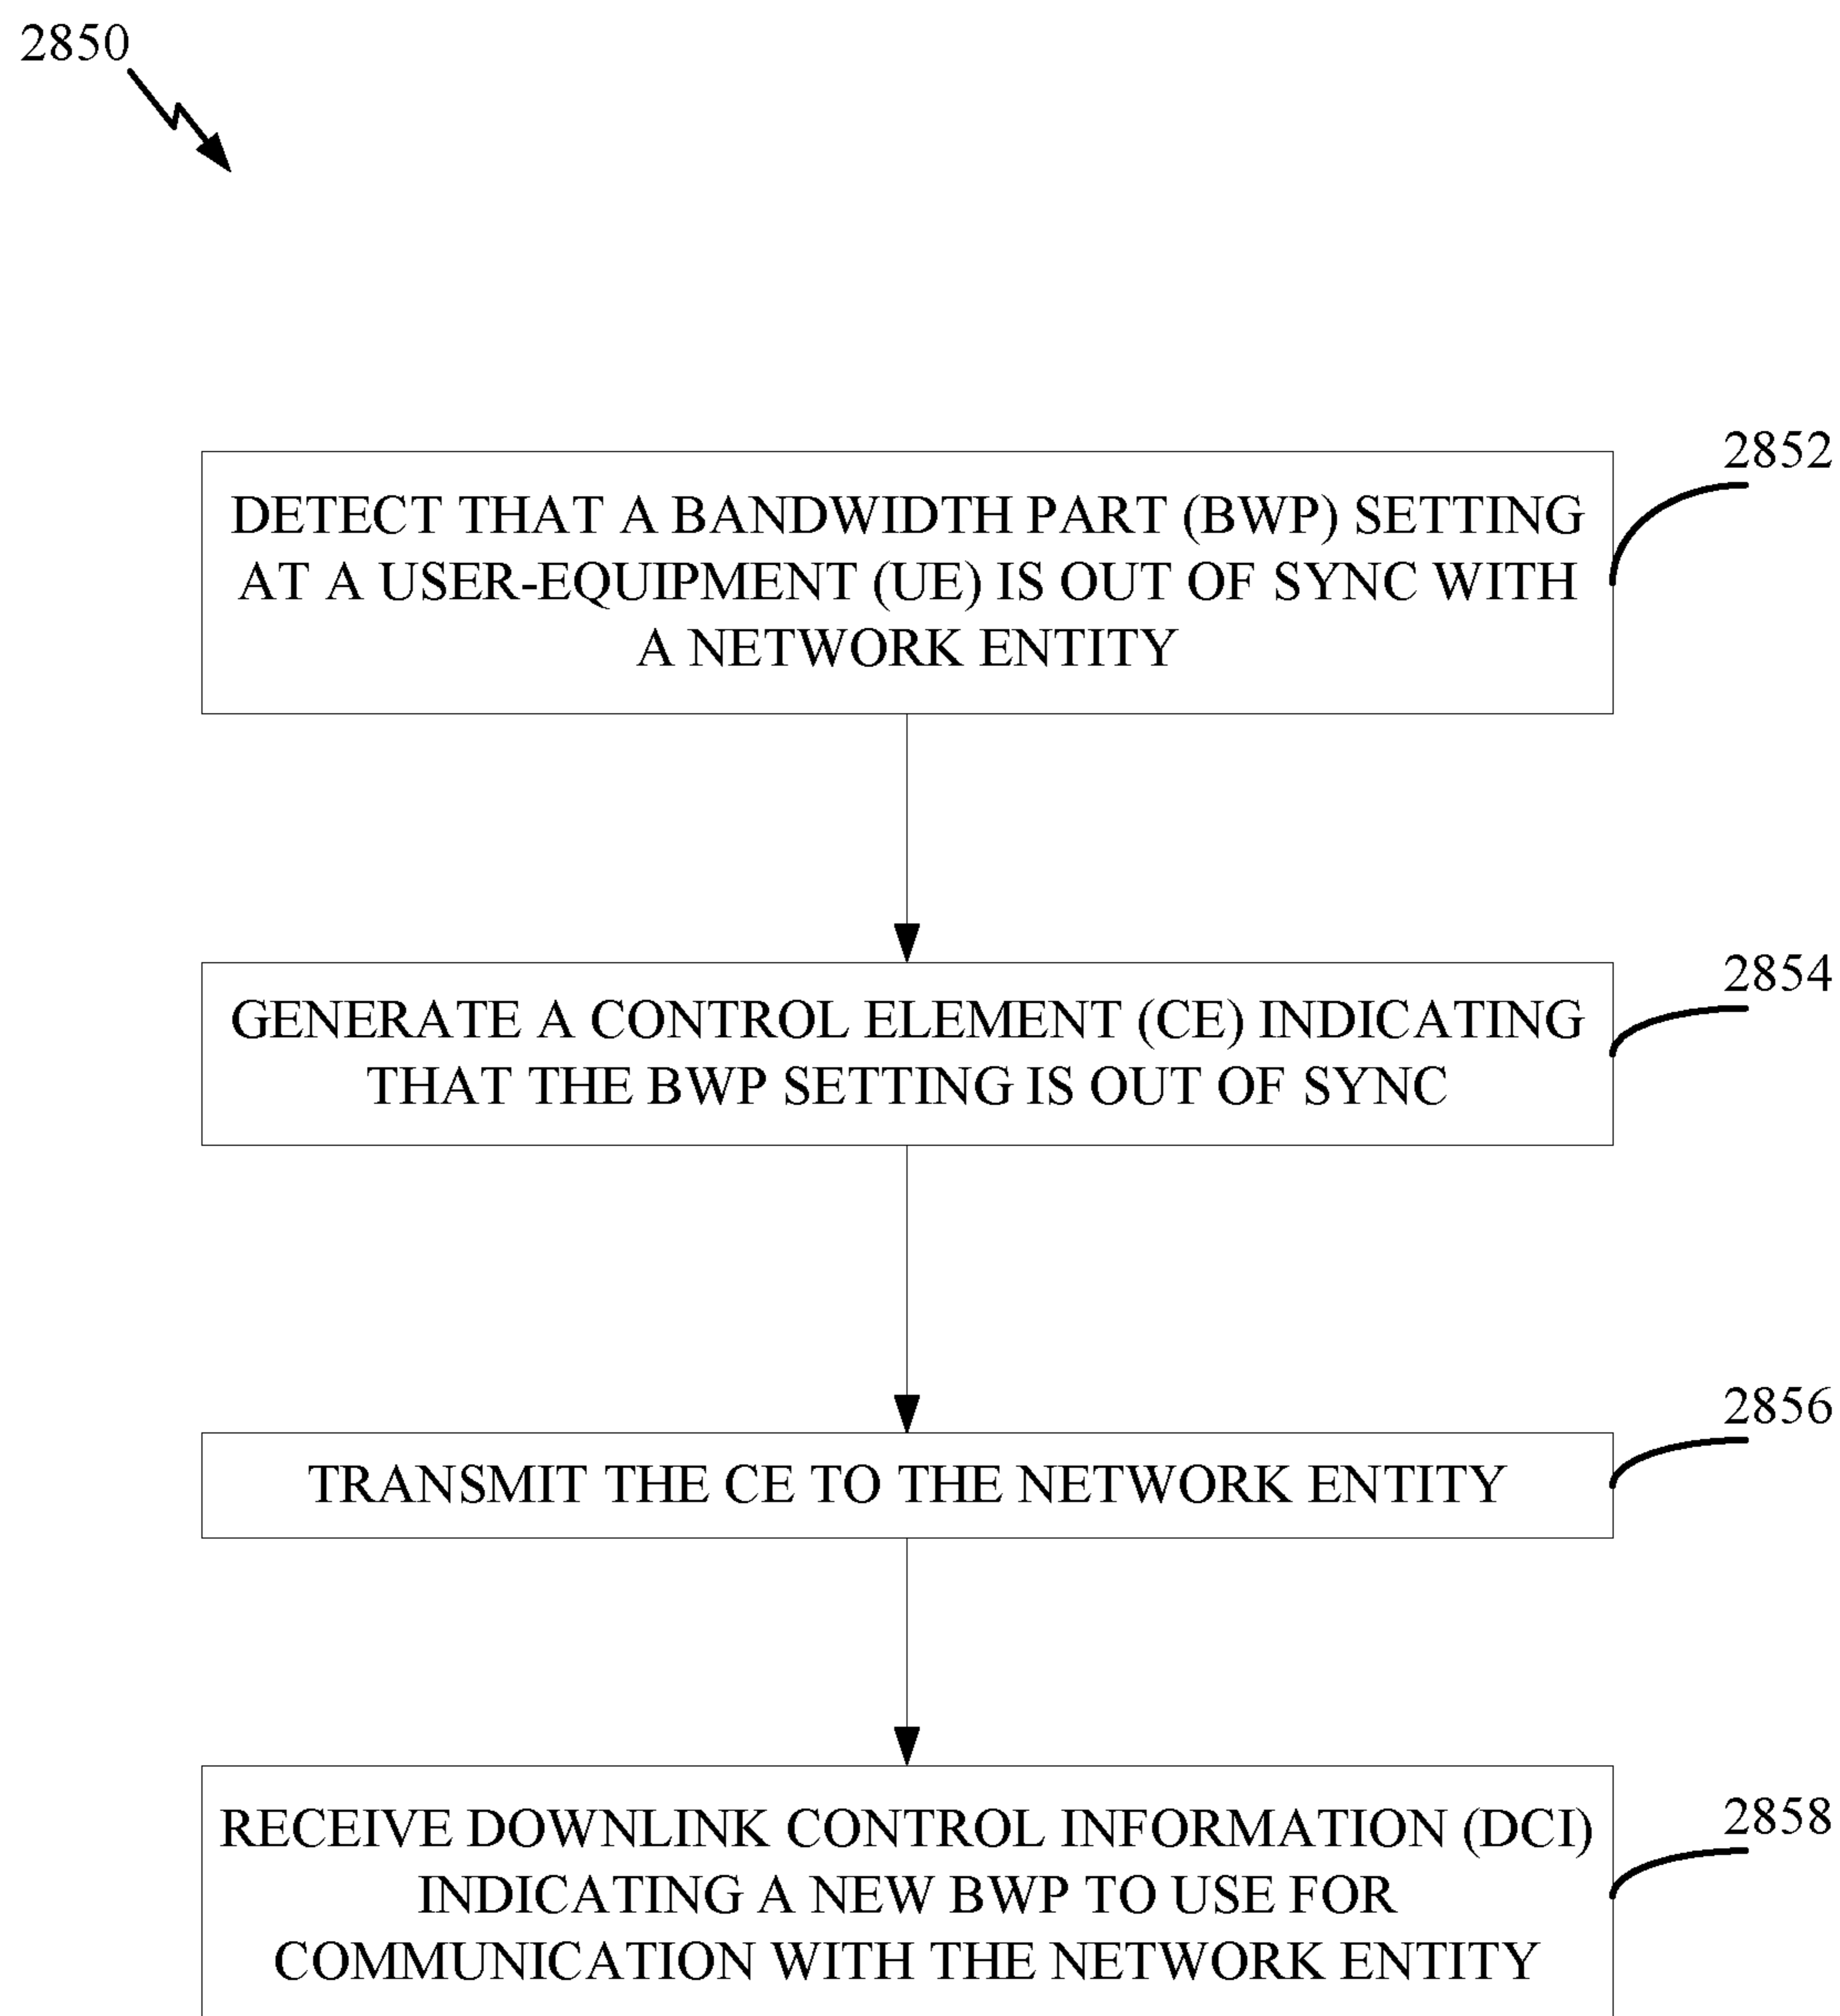 2850
2852
DETECT THAT A BANDWIDTH PART (BWP) SETTING
AT A USER-EQUIPMENT (UE) IS OUT OF SYNC WITH
A NETWORK ENTITY
2854
GENERATE A CONTROL ELEMENT (CE) INDICATING
THAT THE BWP SETTING IS OUT OF SYNC
2856
TRANSMIT THE CE TO THE NETWORK ENTITY
2858
RECEIVE DOWNLINK CONTROL INFORMATION (DCI)
INDICATING A NEW BWP TO USE FOR
COMMUNICATION WITH THE NETWORK ENTITY